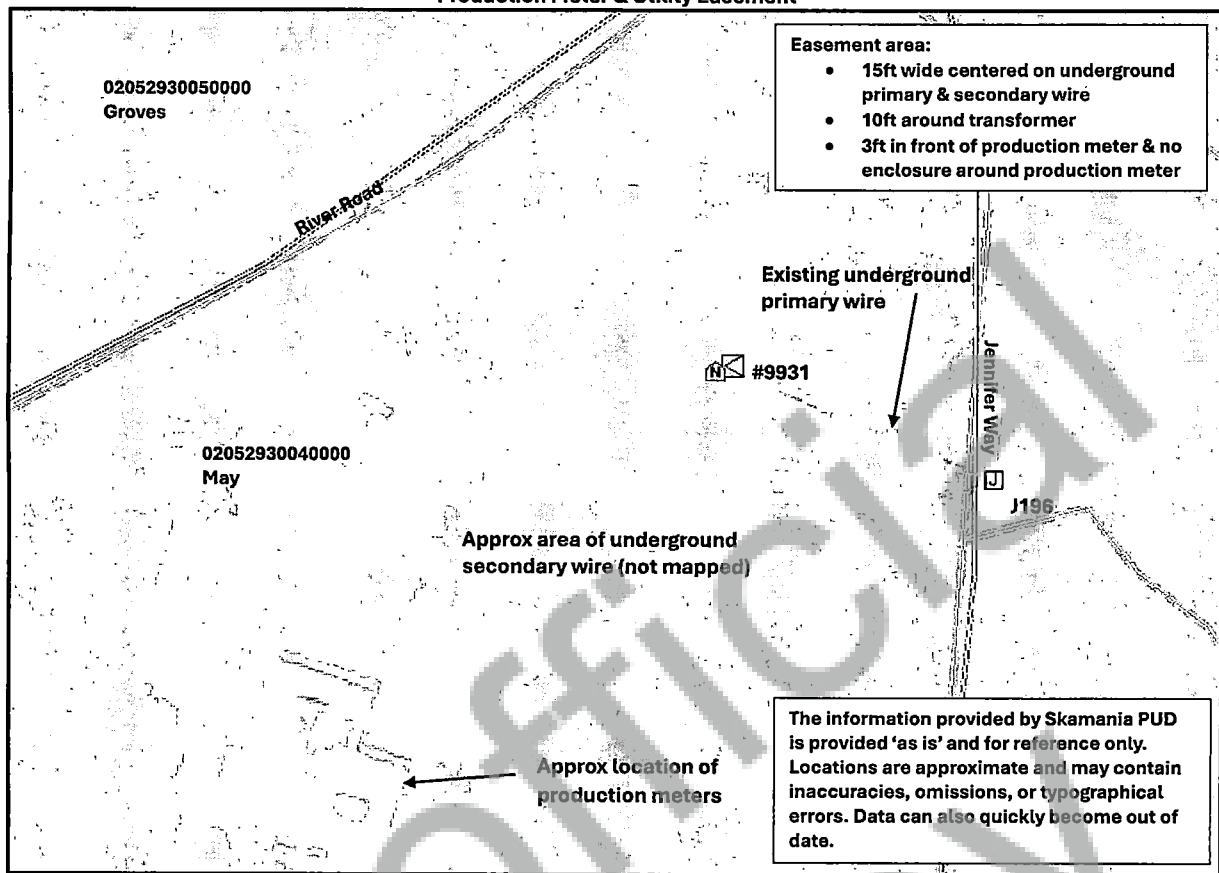 Production Meter & Utility Easement
02052930050000
Groves
River Road
Easement area:
• 15ft wide centered on underground
primary & secondary wire
• 10ft around transformer
• 3ft in front of production meter & no
enclosure around production meter
Existing underground
primary wire
N
#9931
Jennifer Way
J
J196
02052930040000
May
Approx area of underground
secondary wire (not mapped)
Approx location of
production meters
The information provided by Skamania PUD
is provided ‘as is’ and for reference only.
Locations are approximate and may contain
inaccuracies, omissions, or typographical
errors. Data can also quickly become out of
date.
official